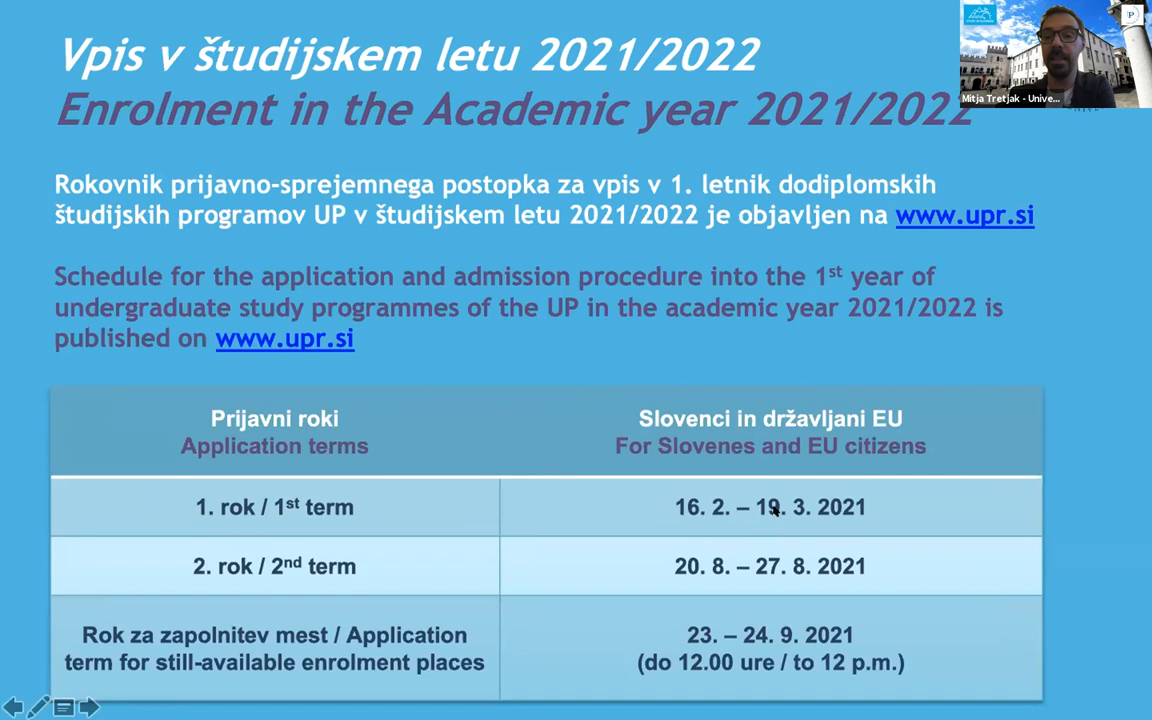 Vpis v študijskem letu 2021/2022
Enrolment in the Academic year 2021/2022
Mitja Tretjak - Unive...
Rokovnik prijavno-sprejemnega postopka za vpis v 1. letnik dodiplomskih
študijskih programov UP v študijskem letu 2021/2022 je objavljen na www.upr.si
Schedule for the application and admission procedure into the 1st year of
undergraduate study programmes of the UP in the academic year 2021/2022 is
published on www.upr.si
Prijavni roki
Application terms
Slovenci in državljani EU
For Slovenes and EU citizens
1. rok / 1st term
16. 2. – 19. 3. 2021
2. rok / 2nd term
20. 8. – 27. 8. 2021
Rok za zapolnitev mest / Application
term for still-available enrolment places
23. – 24. 9. 2021
(do 12.00 ure / to 12 p.m.)